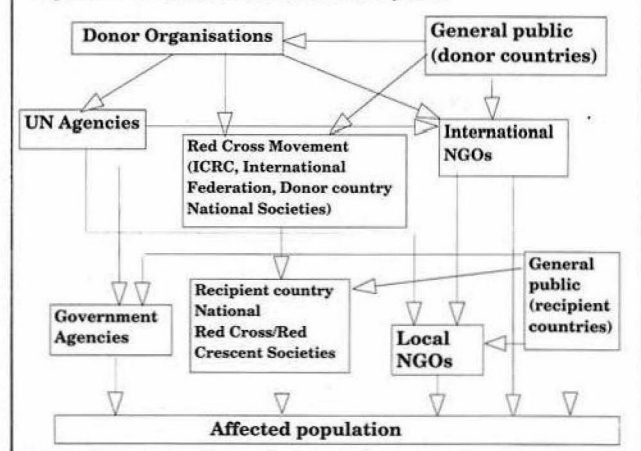 Donor Organisations
General public
(donor countries)
UN Agencies
Red Cross Movement
(ICRC, International
Federation, Donor country
National Societies)
International
NGOs
General
public
(recipient
countries)
Government
Agencies
Recipient country
National
Red Cross/Red
Crescent Societies
Local
NGOs
Affected population